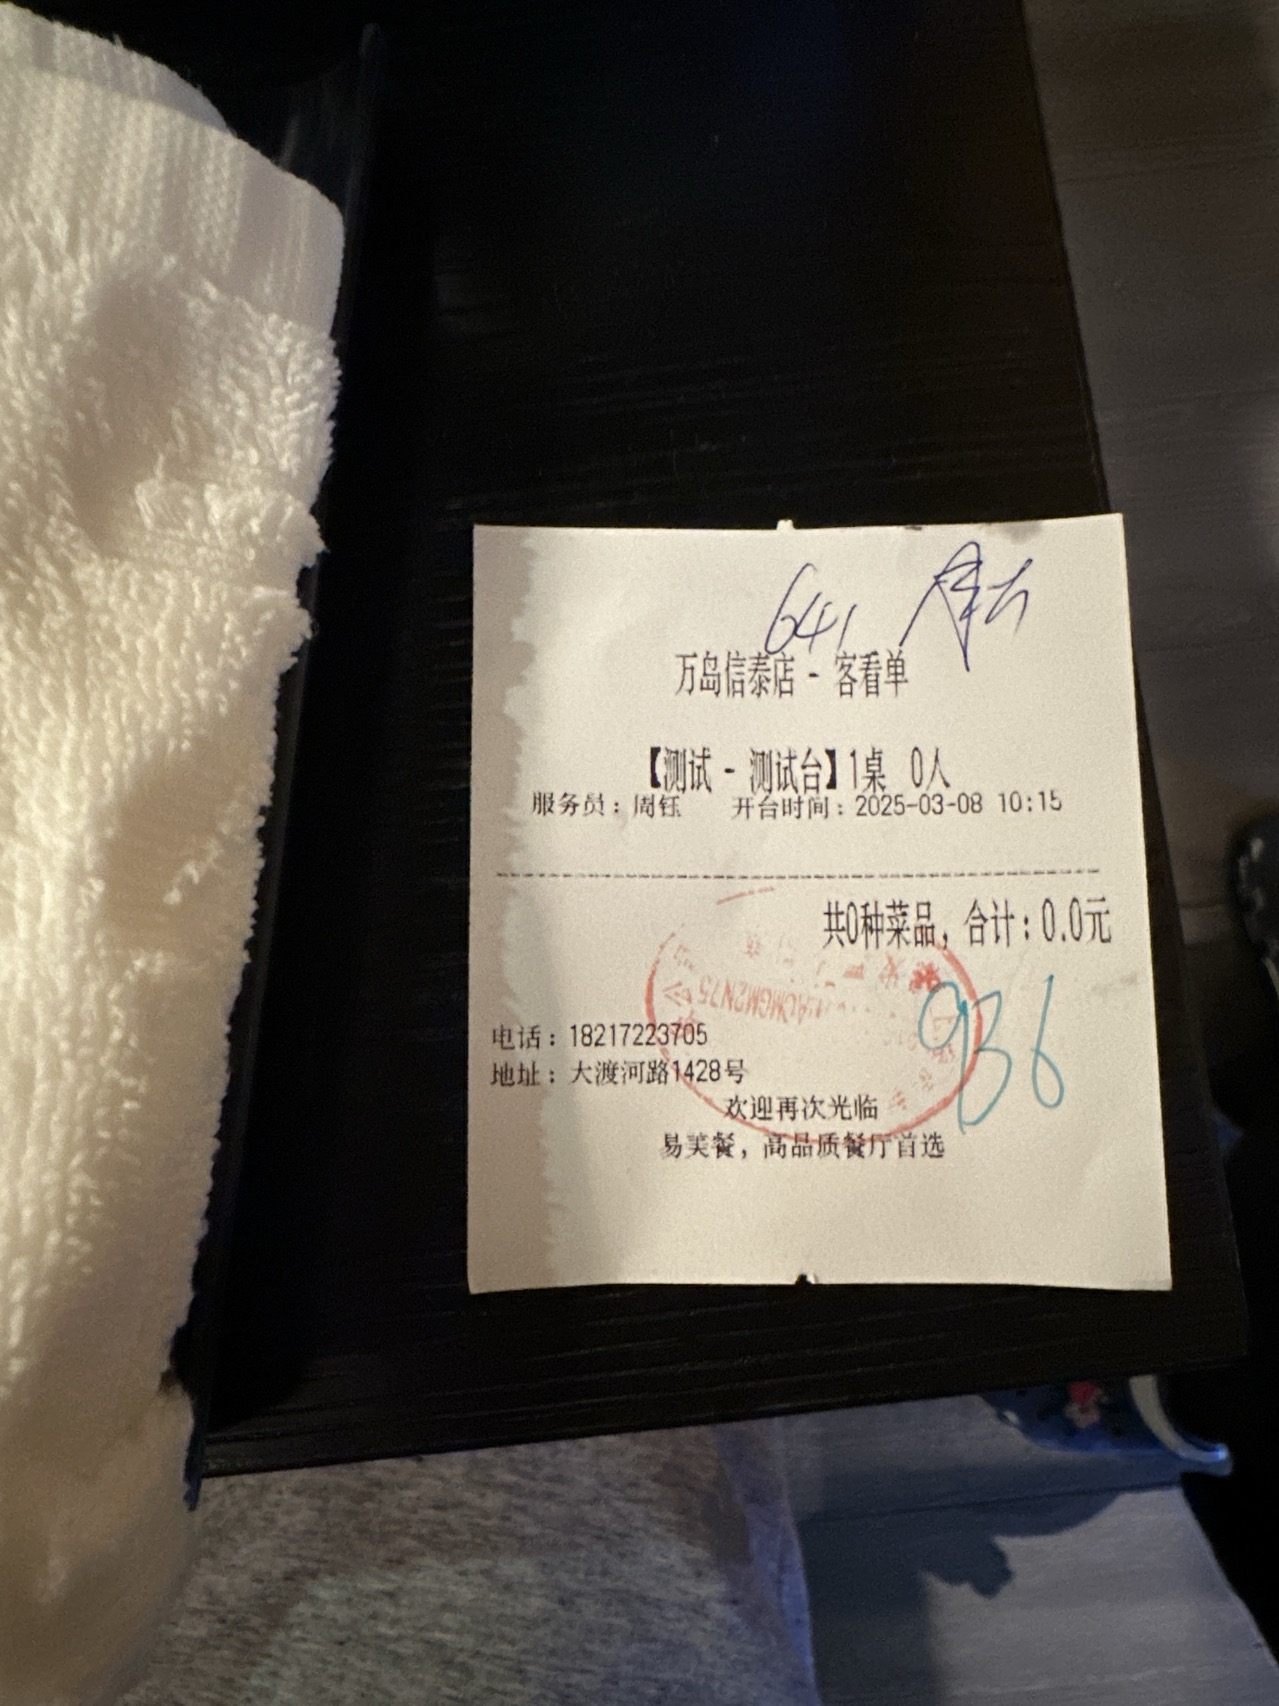 641
万岛信泰店 - 客看单
【测试 - 测试台】1桌 0人
服务员：周钰 开台时间：2025-03-08 10:15
共0种菜品，合计：0.0元
936
电话：18217223705
地址：大渡河路1428号
欢迎再次光临
易芙餐，高品质餐厅首选